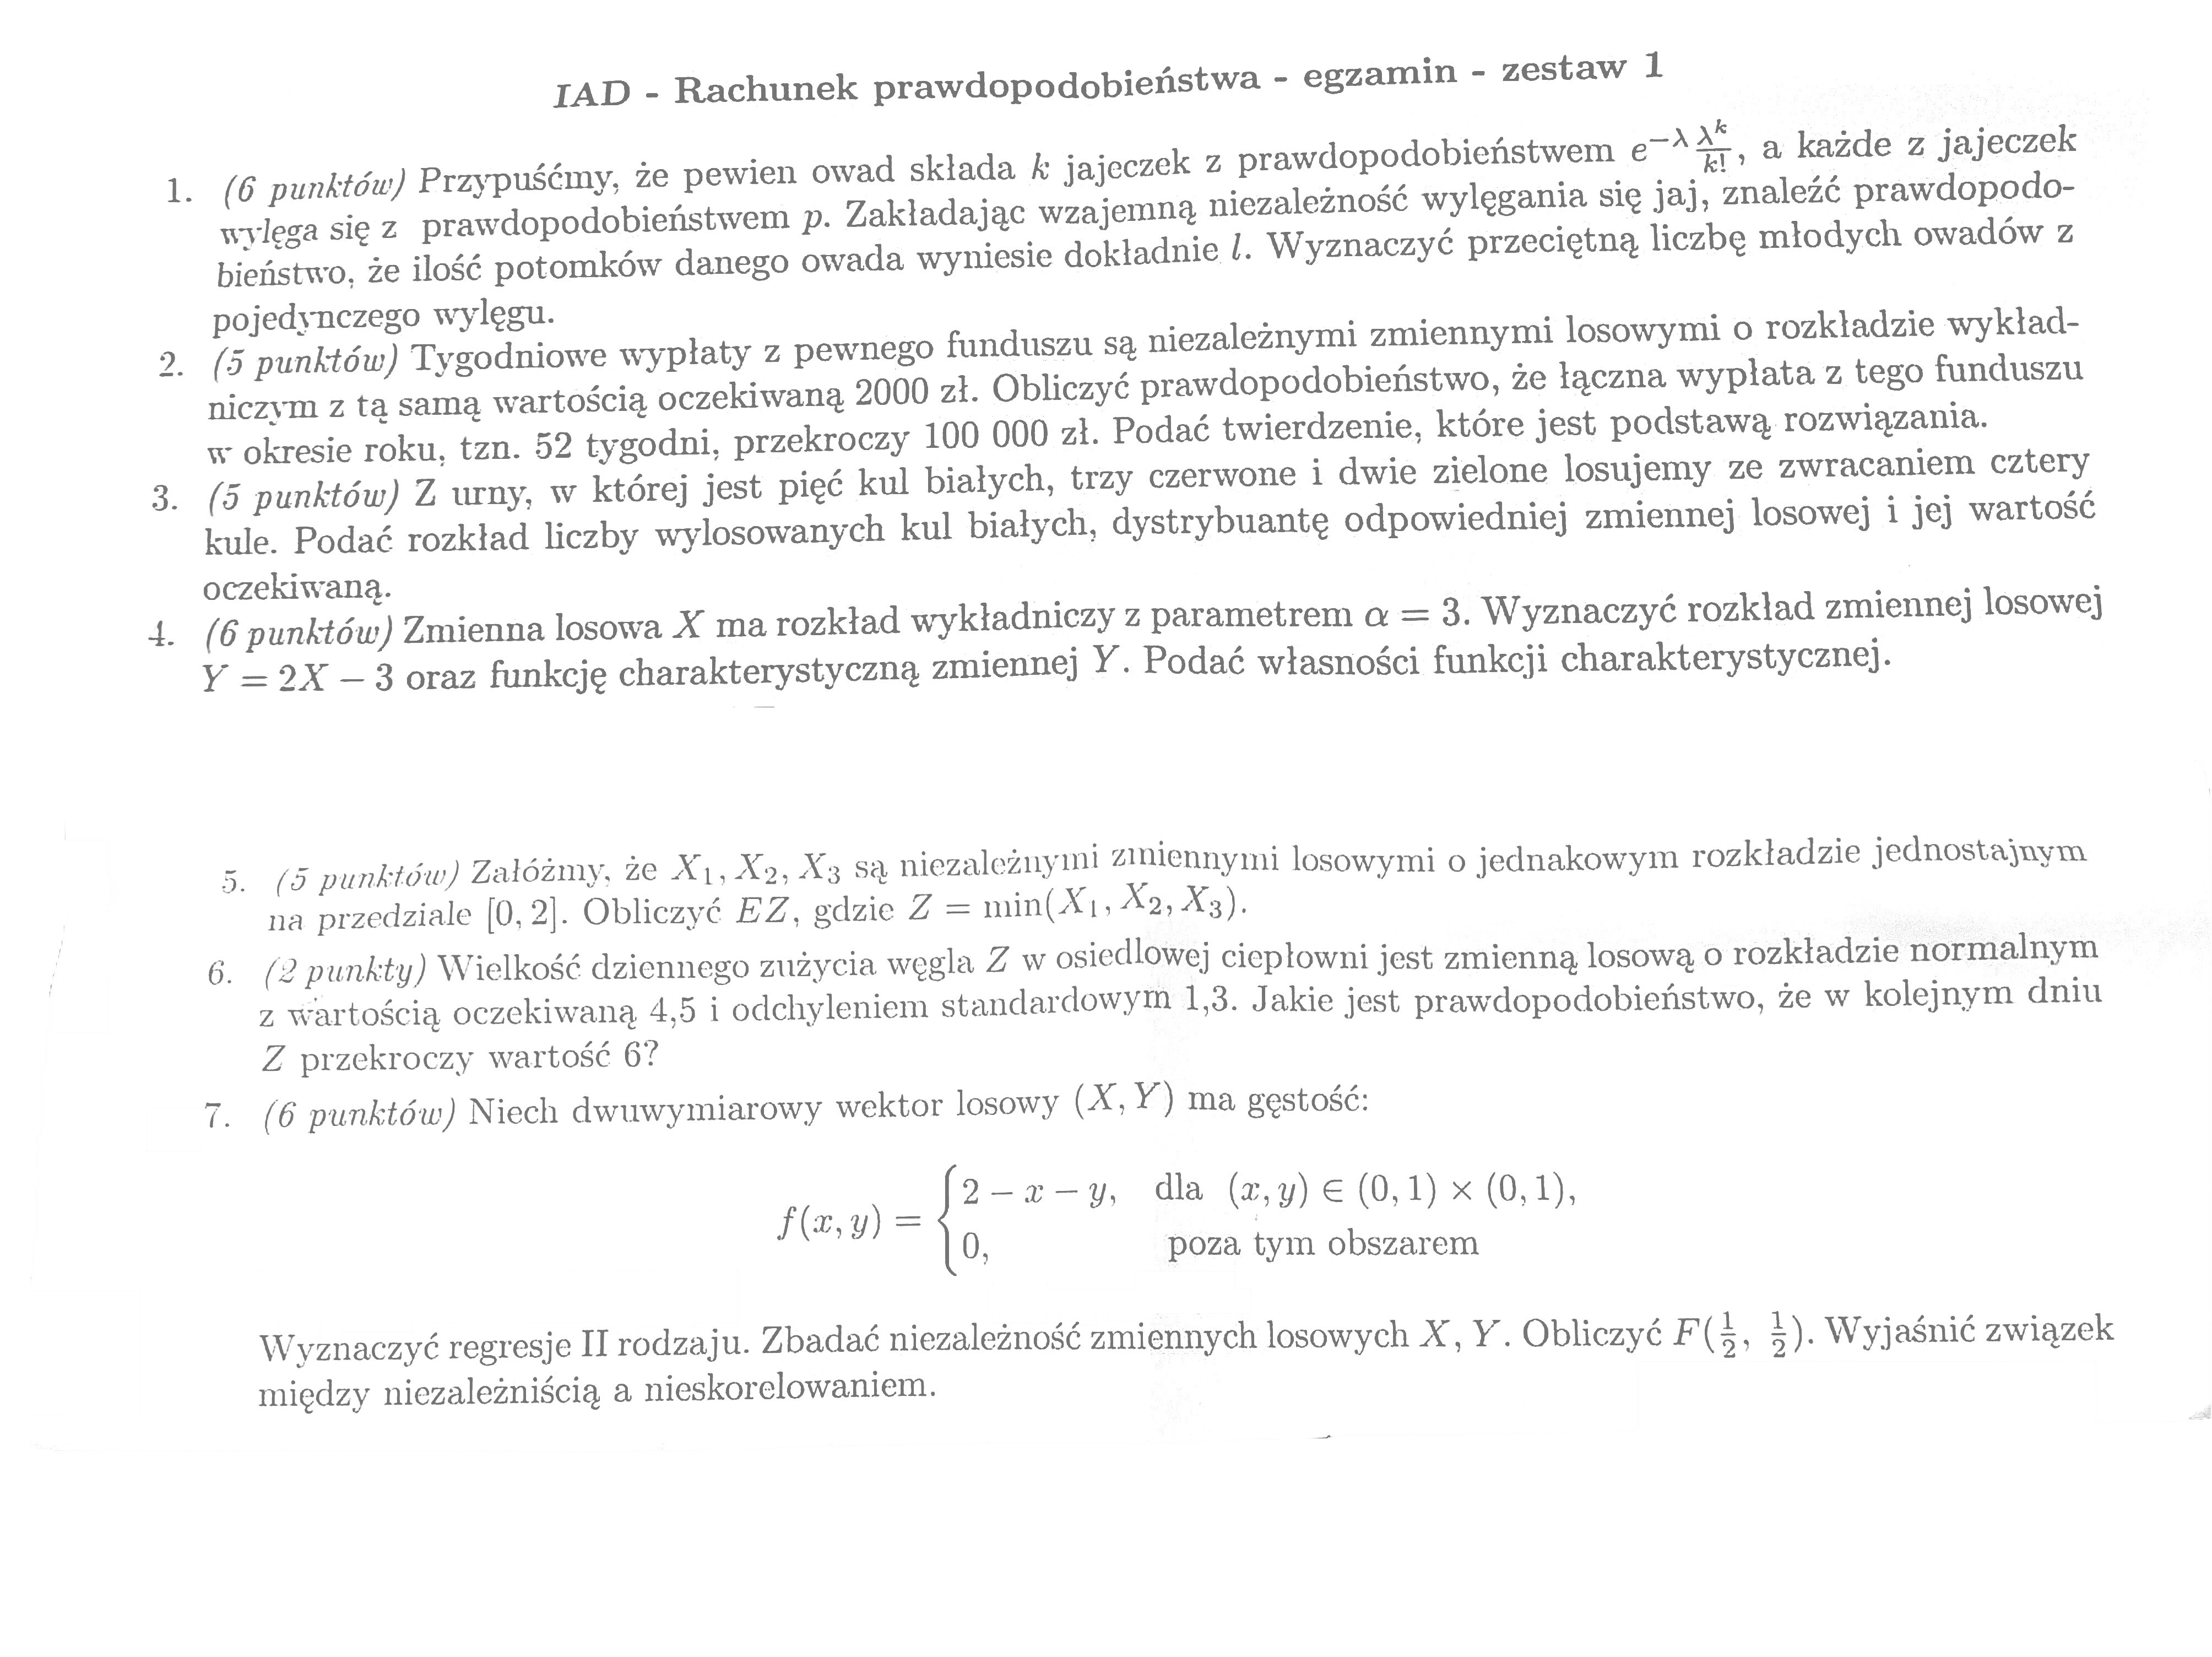 IAD - Rachunek prawdopodobieństwa - egzamin - zestaw 1
1. (6 punktów) Przypuśćmy, że pewien owad składa k jajeczek z prawdopodobieństwem $e^{-\lambda}\frac{\lambda^k}{k!}$, a każde z jajeczek
wylęga się z prawdopodobieństwem p. Zakładając wzajemną niezależność wylęgania się jaj, znaleźć prawdopodo-
bieństwo, że ilość potomków danego owada wyniesie dokładnie l. Wyznaczyć przeciętną liczbę młodych owadów z
pojedynczego wylęgu.
2. (5 punktów) Tygodniowe wypłaty z pewnego funduszu są niezależnymi zmiennymi losowymi o rozkładzie wykład-
niczym z tą samą wartością oczekiwaną 2000 zł. Obliczyć prawdopodobieństwo, że łączna wypłata z tego funduszu
w okresie roku, tzn. 52 tygodni, przekroczy 100 000 zł. Podać twierdzenie, które jest podstawą rozwiązania.
3. (5 punktów) Z urny, w której jest pięć kul białych, trzy czerwone i dwie zielone losujemy ze zwracaniem cztery
kule. Podać rozkład liczby wylosowanych kul białych, dystrybuantę odpowiedniej zmiennej losowej i jej wartość
oczekiwaną.
4. (6 punktów) Zmienna losowa X ma rozkład wykładniczy z parametrem α = 3. Wyznaczyć rozkład zmiennej losowej
Y = 2X − 3 oraz funkcję charakterystyczną zmiennej Y. Podać własności funkcji charakterystycznej.
5. (5 punktów) Załóżmy, że X₁, X₂, X₃ są niezależnymi zmiennymi losowymi o jednakowym rozkładzie jednostajnym
na przedziale [0, 2]. Obliczyć EZ, gdzie Z = min(X₁, X₂, X₃).
6. (2 punkty) Wielkość dziennego zużycia węgla Z w osiedlowej ciepłowni jest zmienną losową o rozkładzie normalnym
z wartością oczekiwaną 4,5 i odchyleniem standardowym 1,3. Jakie jest prawdopodobieństwo, że w kolejnym dniu
Z przekroczy wartość 6?
7. (6 punktów) Niech dwuwymiarowy wektor losowy (X, Y) ma gęstość:
$f(x, y) = \begin{cases} 2 - x - y, & \text{dla } (x, y) \in (0, 1) \times (0, 1), \\ 0, & \text{poza tym obszarem} \end{cases}$
Wyznaczyć regresje II rodzaju. Zbadać niezależność zmiennych losowych X, Y. Obliczyć $F(\frac{1}{2}, \frac{1}{2})$. Wyjaśnić związek
między niezależniścią a nieskorelowaniem.